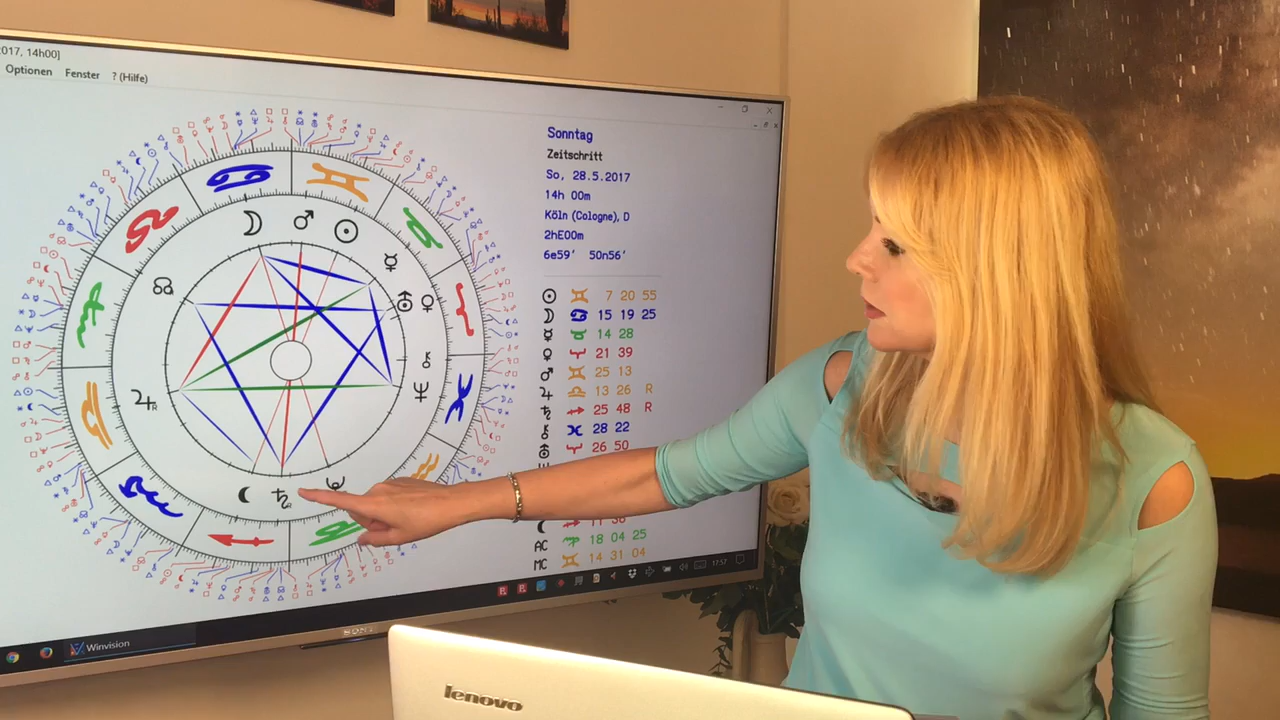 2017, 14h00]
Optionen Fenster ? (Hilfe)
Sonntag
Zeitschritt
So, 28.5.2017
14h 00m
Köln (Cologne), D
2hE00m
6e59' 50n56'
☉ ♊ 7 20 55
☽ ♋ 15 19 25
☿ ♉ 14 28
♀ ♈ 21 39
♂ ♊ 25 13
♃ ♎ 13 26 R
♄ ♐ 25 48 R
⚷ ♓ 28 22
♈ 26 50
AC ♑ 18 04 25
MC ♊ 14 31 04
17:57
Winvision
SONY
lenovo